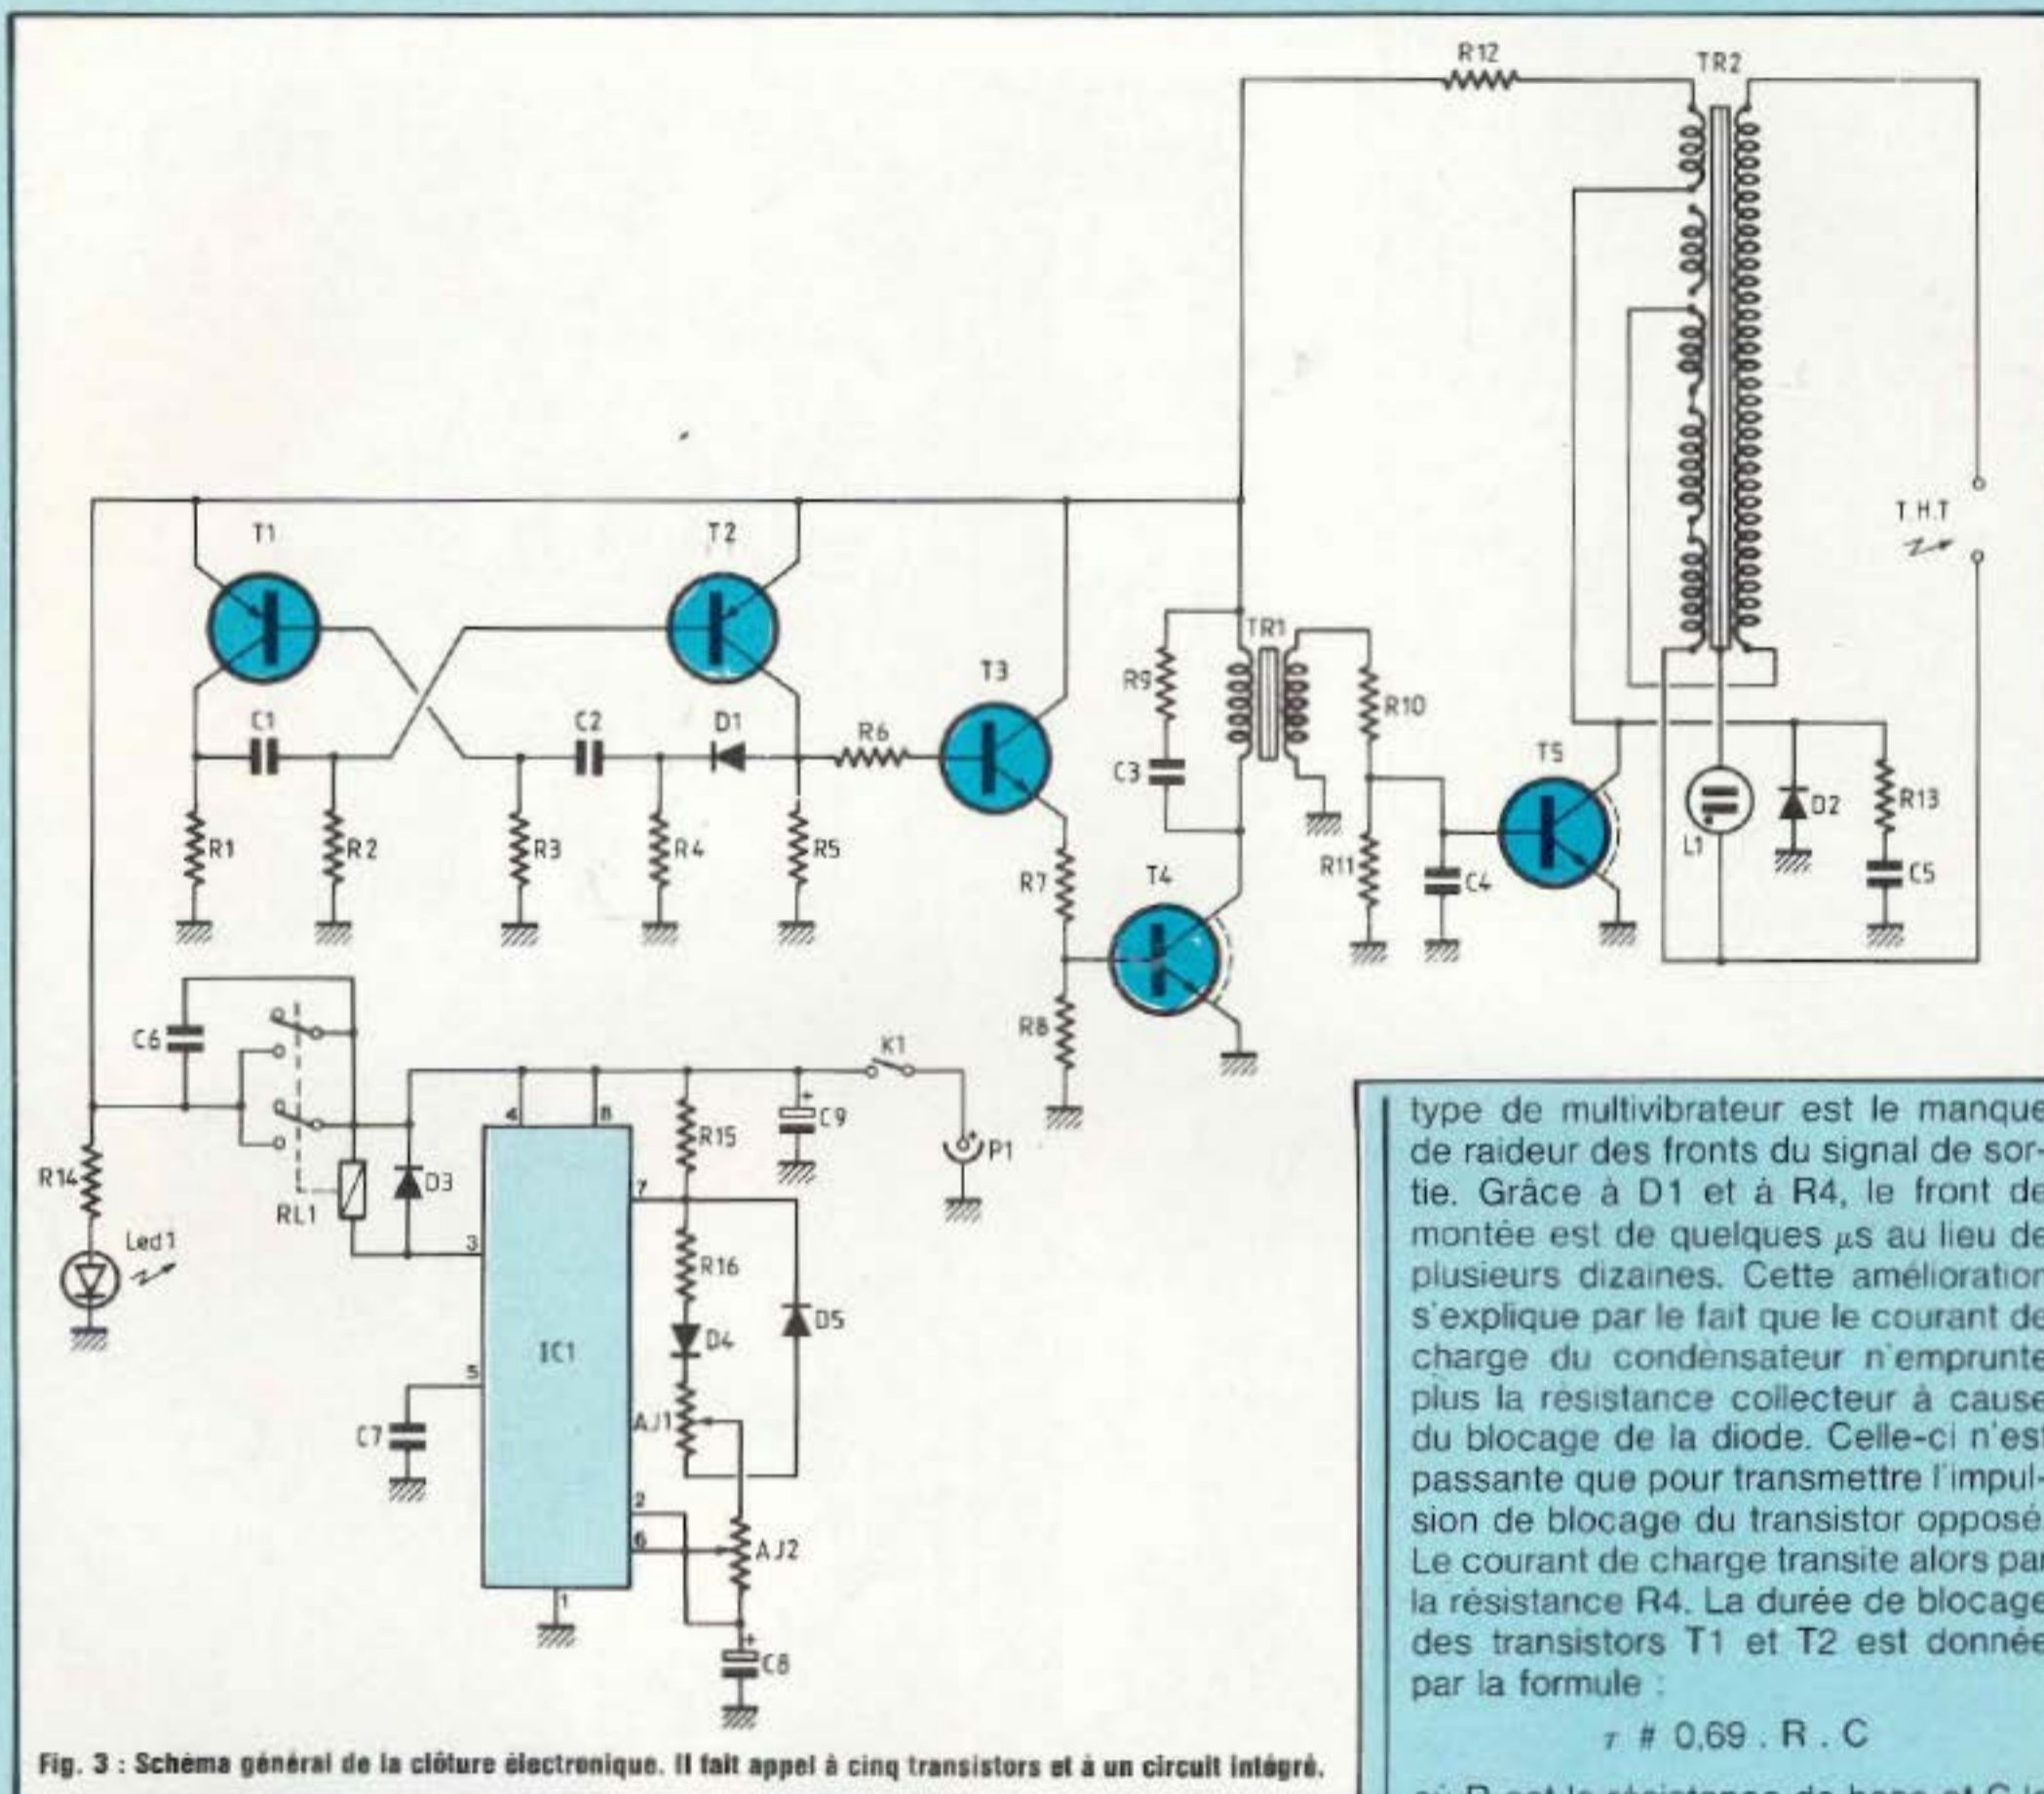 R12
TR2
T.H.T
T1
T2
TR1
T3
R9
R10
C1
C2
D1
R6
C3
T5
R1
R2
R3
R4
R5
R7
T4
R11
C4
L1
D2
R13
C5
C6
R8
K1
4
8
R15
C9
P1
R14
RL1
D3
7
Led1
3
R16
D4
D5
IC1
5
C7
AJ1
2
6
AJ2
1
C8
Fig. 3 : Schéma général de la clôture électronique. Il fait appel à cinq transistors et à un circuit intégré.
type de multivibrateur est le manque
de raideur des fronts du signal de sor-
tie. Grâce à D1 et à R4, le front de
montée est de quelques μs au lieu de
plusieurs dizaines. Cette amélioration
s'explique par le fait que le courant de
charge du condensateur n'emprunte
plus la résistance collecteur à cause
du blocage de la diode. Celle-ci n'est
passante que pour transmettre l'impul-
sion de blocage du transistor opposé.
Le courant de charge transite alors par
la résistance R4. La durée de blocage
des transistors T1 et T2 est donnée
par la formule :
τ # 0,69 . R . C
où R est la résistance de base et C